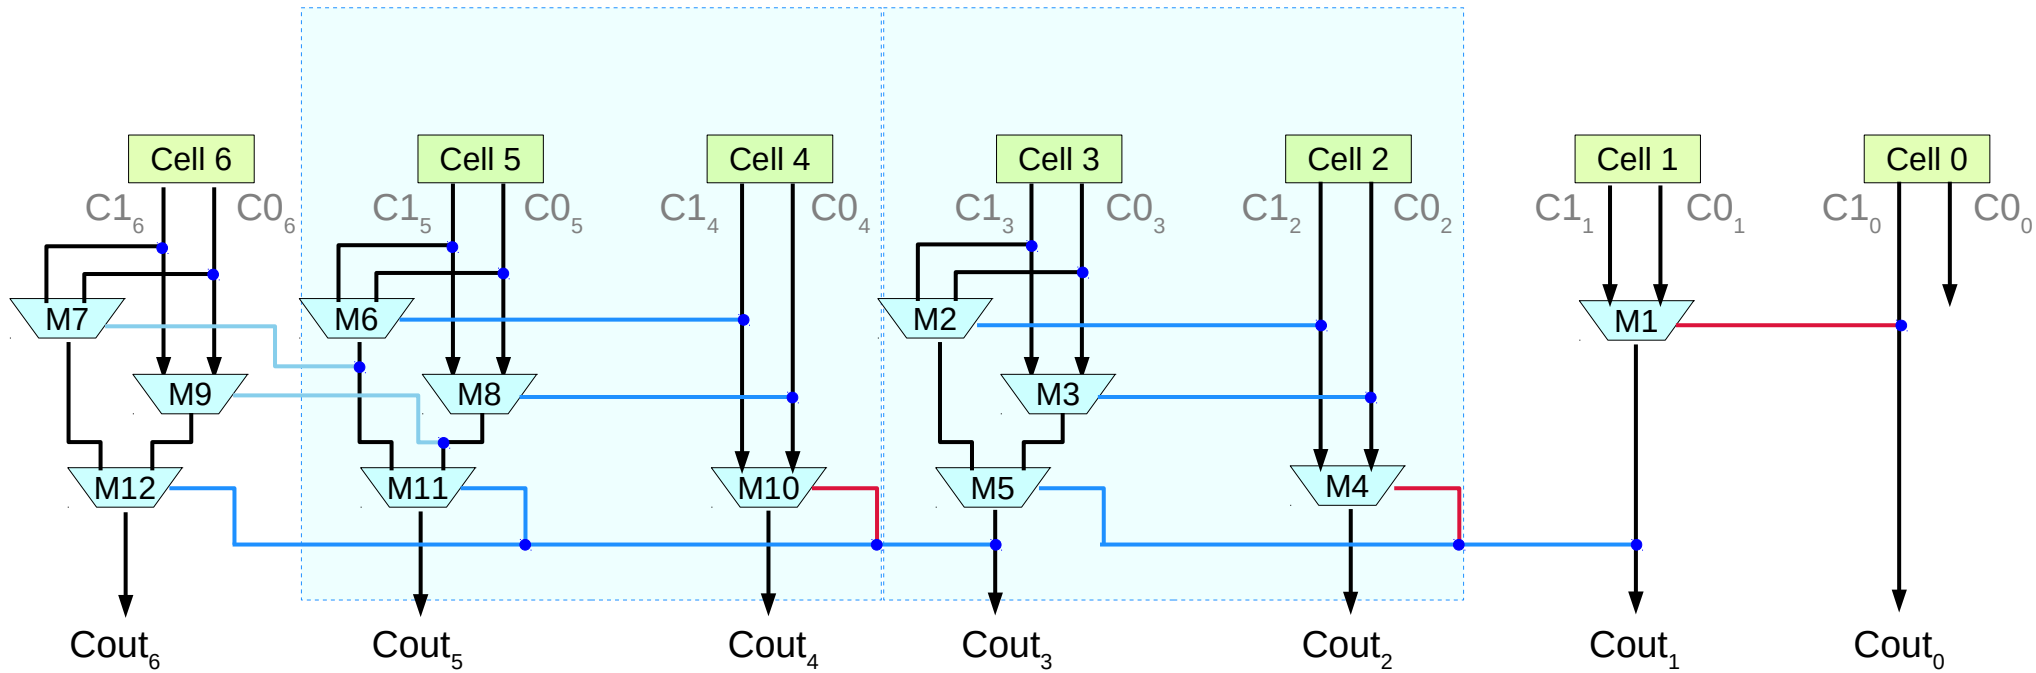 Cell 6 Cell 5 Cell 4 Cell 3 Cell 2 Cell 1 Cell 0
C1₆ C0₆ C1₅ C0₅ C1₄ C0₄ C1₃ C0₃ C1₂ C0₂ C1₁ C0₁ C1₀ C0₀
M7 M6 M2 M1
M9 M8 M3
M12 M11 M10 M5 M4
Cout₆ Cout₅ Cout₄ Cout₃ Cout₂ Cout₁ Cout₀